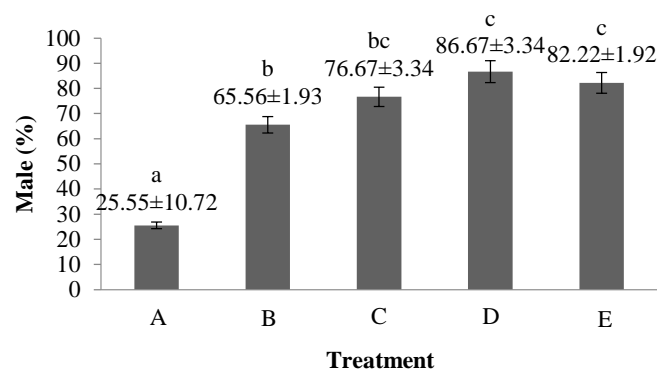 100
90
80
70
60
50
40
30
20
10
0
Male (%)
a
25.55±10.72
b
65.56±1.93
bc
76.67±3.34
c
86.67±3.34
c
82.22±1.92
A B C D E
Treatment